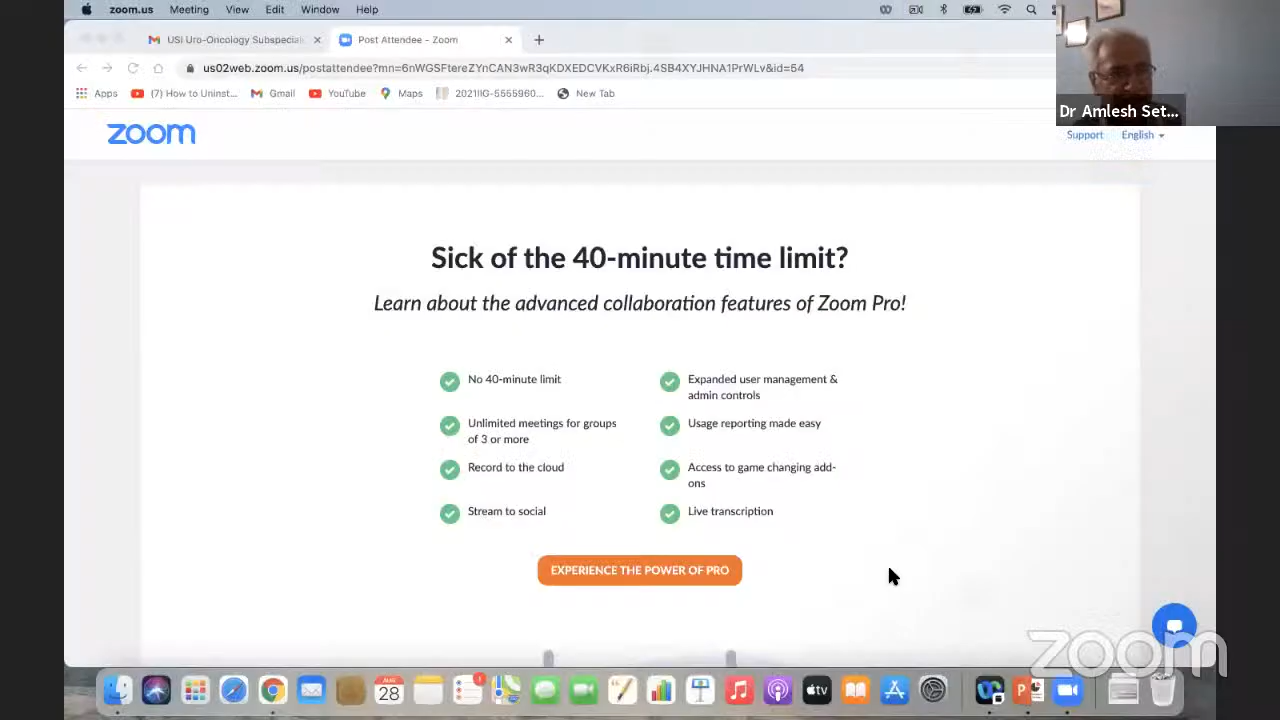 zoom.us Meeting View Edit Window Help
USI Uro-Oncology Subspecial
Post Attendee - Zoom
us02web.zoom.us/postattendee?mn=6nWGSFtereZYnCAN3wR3qKDXEDCVKxR6iRbj.4SB4XYJHNA1PrWLv&id=54
Apps (7) How to Uninst... Gmail YouTube Maps 2021IIG-5555960... New Tab
Dr Amlesh Set...
zoom
Support English
Sick of the 40-minute time limit?
Learn about the advanced collaboration features of Zoom Pro!
No 40-minute limit
Expanded user management &
admin controls
Unlimited meetings for groups
of 3 or more
Usage reporting made easy
Record to the cloud
Access to game changing add-
ons
Stream to social
Live transcription
EXPERIENCE THE POWER OF PRO
zoom
AUG
28
1
tv
P